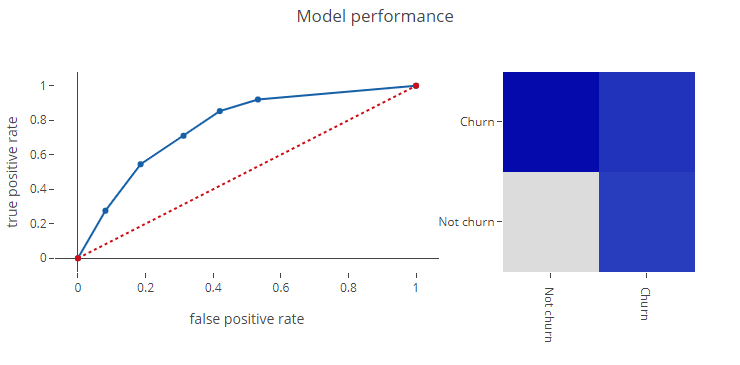 Model performance
true positive rate
1
0.8
0.6
0.4
0.2
0
0 0.2 0.4 0.6 0.8 1
false positive rate
Churn
Not churn
Not churn
Churn